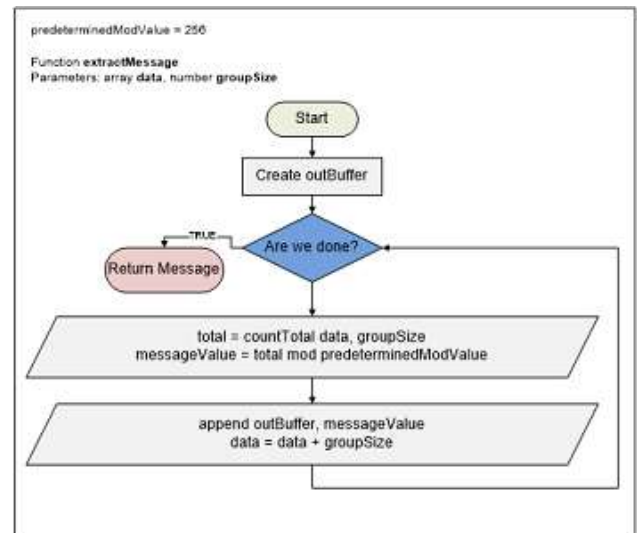 predeterminedModValue = 256
Function extractMessage
Parameters: array data, number groupSize
Start
Create outBuffer
Are we done?
TRUE
Return Message
total = countTotal data, groupSize
messageValue = total mod predeterminedModValue
append outBuffer, messageValue
data = data + groupSize